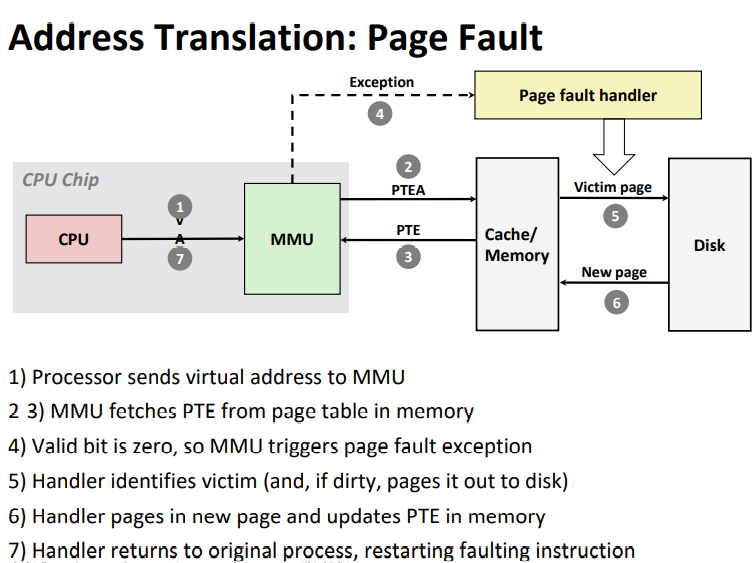 Address Translation: Page Fault
Exception
4
Page fault handler
CPU Chip
2
PTEA
Victim page
1
V
A
CPU
MMU
PTE
Cache/
Memory
5
Disk
7
3
New page
6
1) Processor sends virtual address to MMU
2 3) MMU fetches PTE from page table in memory
4) Valid bit is zero, so MMU triggers page fault exception
5) Handler identifies victim (and, if dirty, pages it out to disk)
6) Handler pages in new page and updates PTE in memory
7) Handler returns to original process, restarting faulting instruction